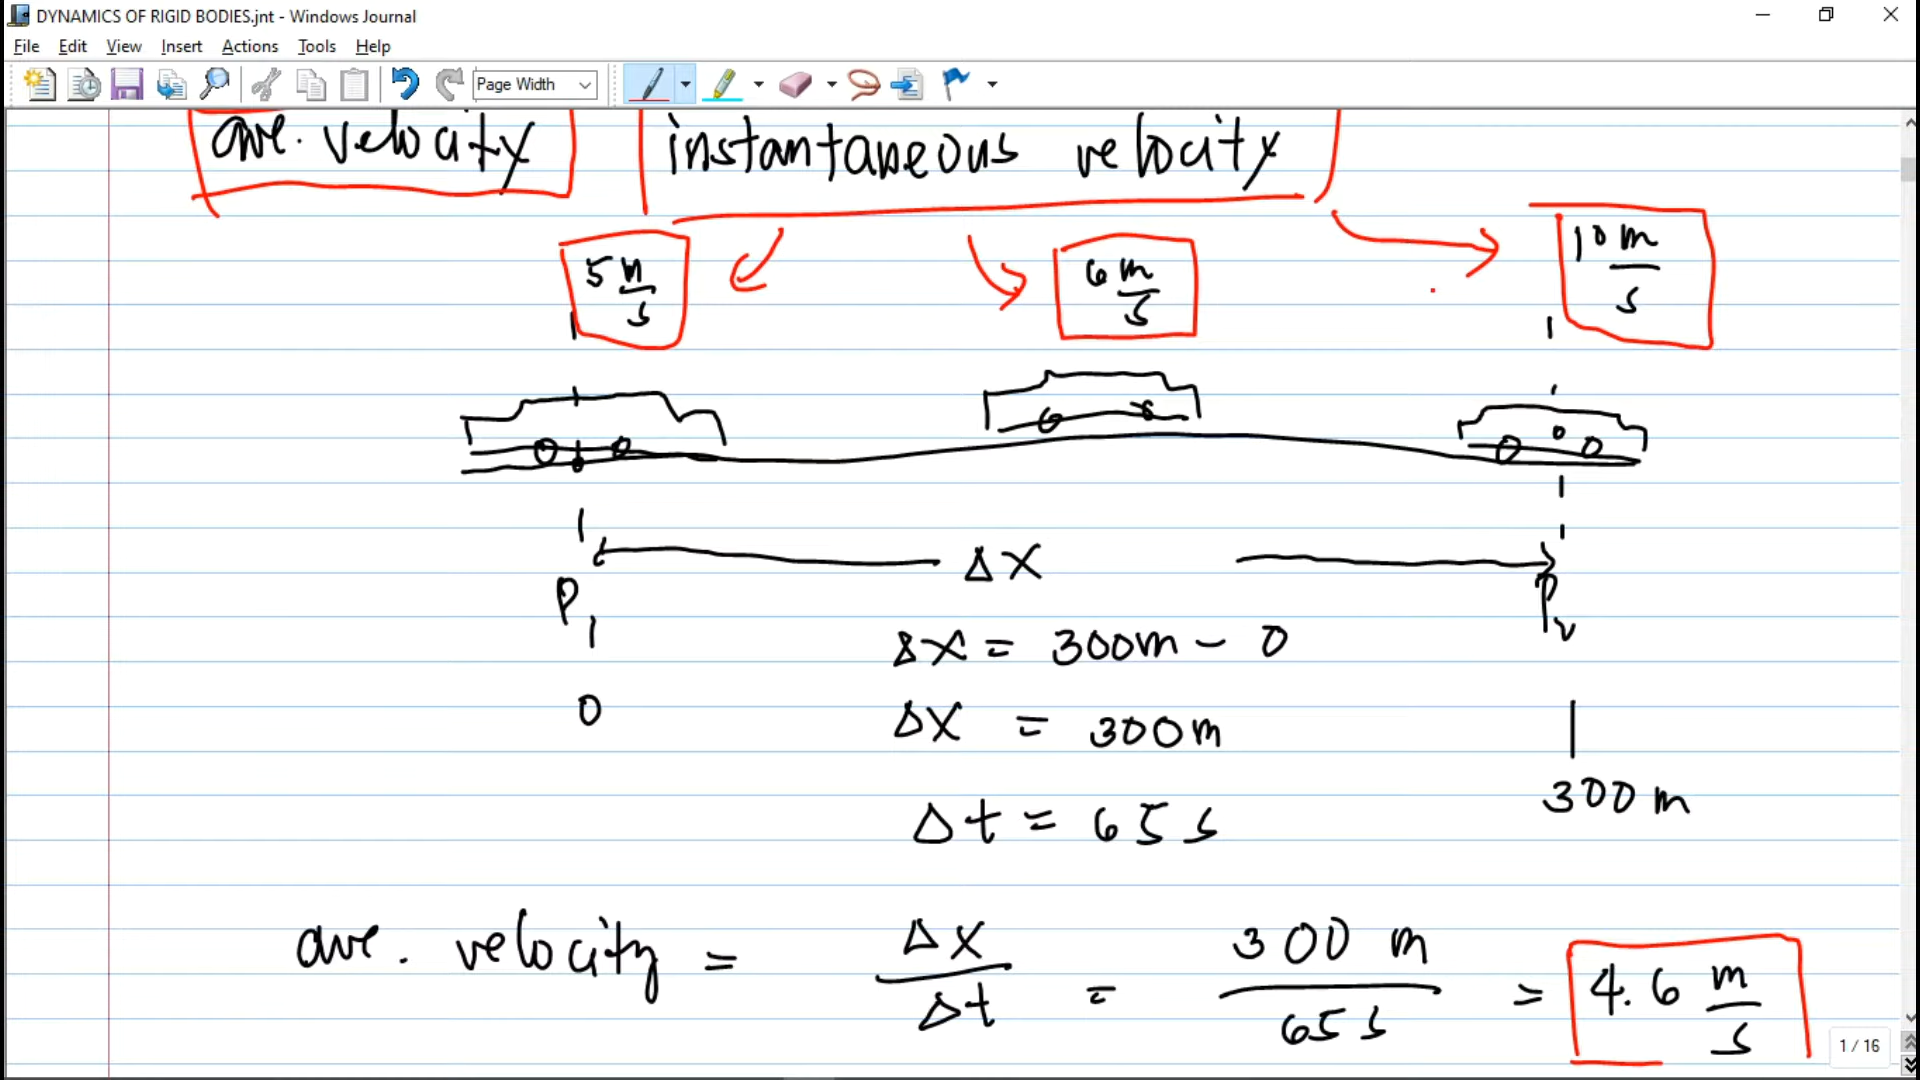 DYNAMICS OF RIGID BODIES.jnt - Windows Journal
File Edit View Insert Actions Tools Help
Page Width
ave. velocity instantaneous velocity
5 m/s 6 m/s 10 m/s
Δx
P1 P2
Δx = 300m - 0
0 Δx = 300m
300 m
Δt = 65 s
ave. velocity = Δx/Δt = 300 m/65 s = 4.6 m/s
1 / 16